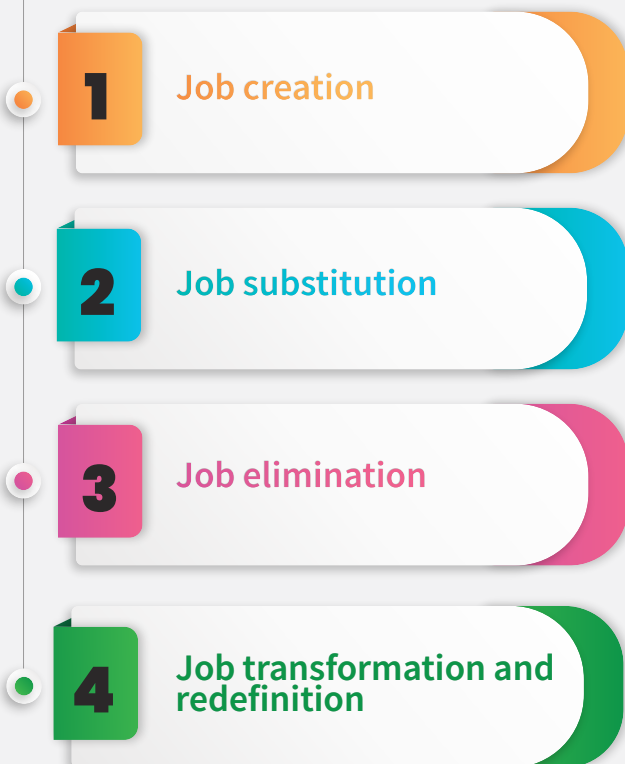 1
Job creation
2
Job substitution
3
Job elimination
4
Job transformation and
redefinition